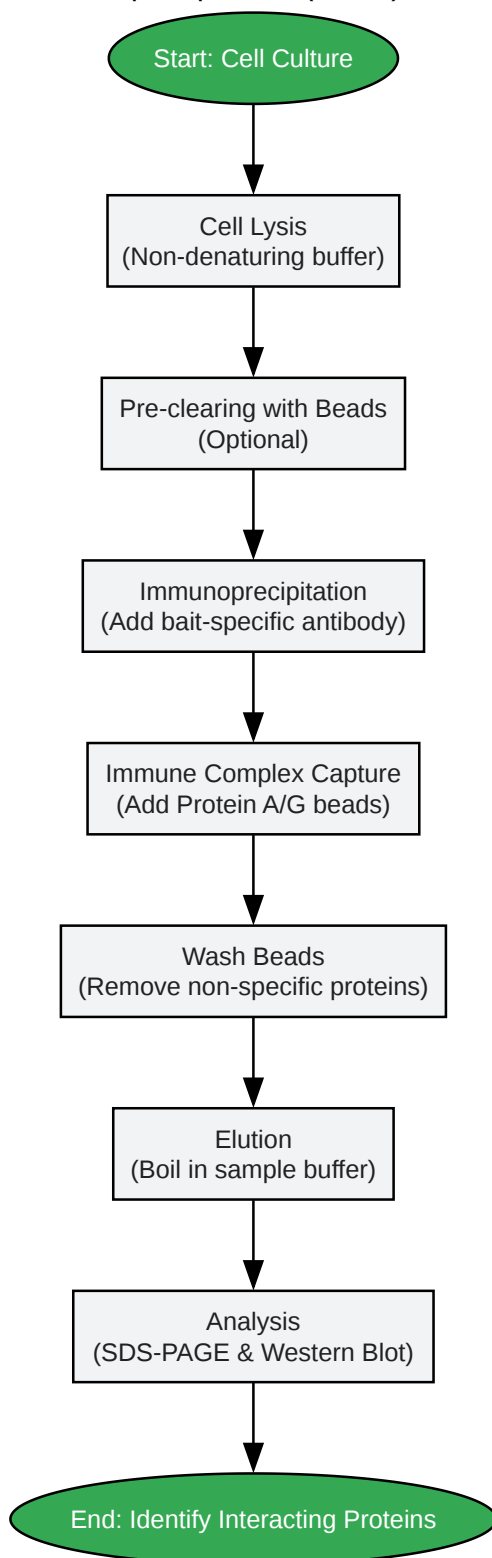 Start: Cell Culture
Cell Lysis
(Non-denaturing buffer)
Pre-clearing with Beads
(Optional)
Immunoprecipitation
(Add bait-specific antibody)
Immune Complex Capture
(Add Protein A/G beads)
Wash Beads
(Remove non-specific proteins)
Elution
(Boil in sample buffer)
Analysis
(SDS-PAGE & Western Blot)
End: Identify Interacting Proteins